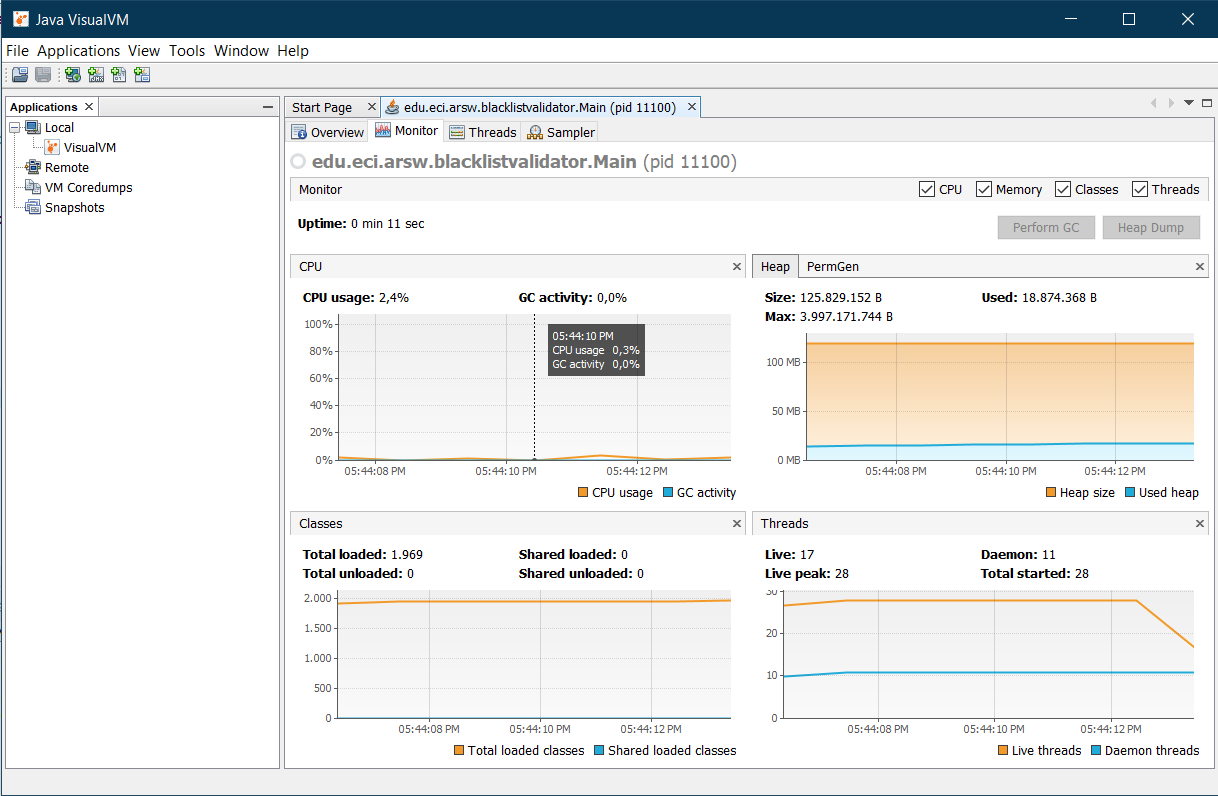 Java VisualVM
File Applications View Tools Window Help
Applications
Local
VisualVM
Remote
VM Coredumps
Snapshots
Start Page
edu.eci.arsw.blacklistvalidator.Main (pid 11100)
Overview Monitor Threads Sampler
edu.eci.arsw.blacklistvalidator.Main (pid 11100)
Monitor
CPU Memory Classes Threads
Uptime: 0 min 11 sec
Perform GC Heap Dump
CPU
CPU usage: 2,4% GC activity: 0,0%
100%
80%
60%
40%
20%
0%
05:44:10 PM
CPU usage 0,3%
GC activity 0,0%
05:44:08 PM 05:44:10 PM 05:44:12 PM
CPU usage GC activity
Heap PermGen
Size: 125.829.152 B Used: 18.874.368 B
Max: 3.997.171.744 B
100 MB
50 MB
0 MB
05:44:08 PM 05:44:10 PM 05:44:12 PM
Heap size Used heap
Classes
Total loaded: 1.969 Shared loaded: 0
Total unloaded: 0 Shared unloaded: 0
2.000
1.500
1.000
500
0
05:44:08 PM 05:44:10 PM 05:44:12 PM
Total loaded classes Shared loaded classes
Threads
Live: 17 Daemon: 11
Live peak: 28 Total started: 28
30
20
10
0
05:44:08 PM 05:44:10 PM 05:44:12 PM
Live threads Daemon threads